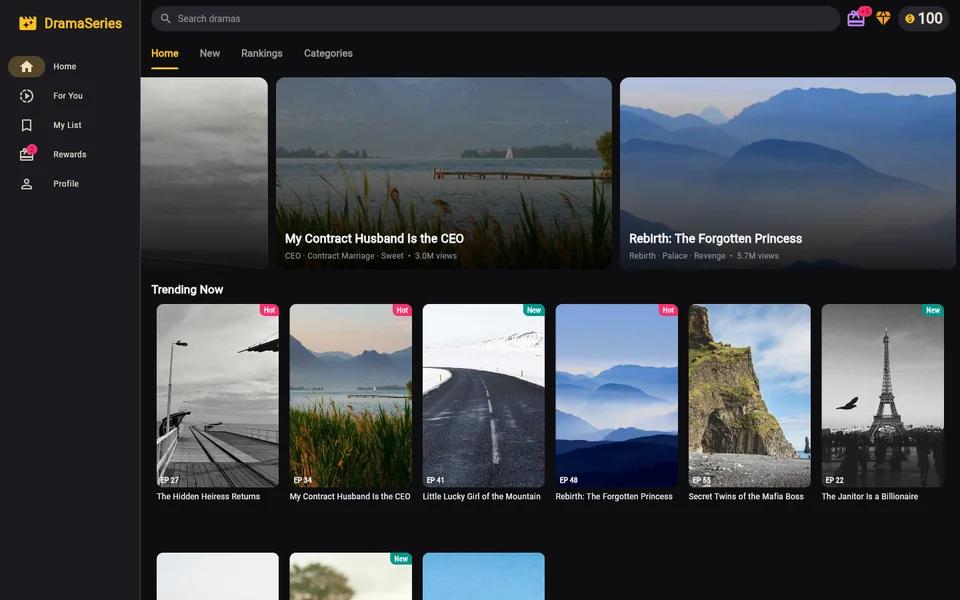 DramaSeries
Search dramas
100
Home
For You
My List
2
Rewards
Profile
Home New Rankings Categories
My Contract Husband Is the CEO
CEO · Contract Marriage · Sweet • 3.0M views
Rebirth: The Forgotten Princess
Rebirth · Palace · Revenge • 5.7M views
Trending Now
Hot
EP 27
The Hidden Heiress Returns
Hot
EP 34
My Contract Husband Is the CEO
New
EP 41
Little Lucky Girl of the Mountain
Hot
EP 48
Rebirth: The Forgotten Princess
EP 55
Secret Twins of the Mafia Boss
New
EP 22
The Janitor Is a Billionaire
New